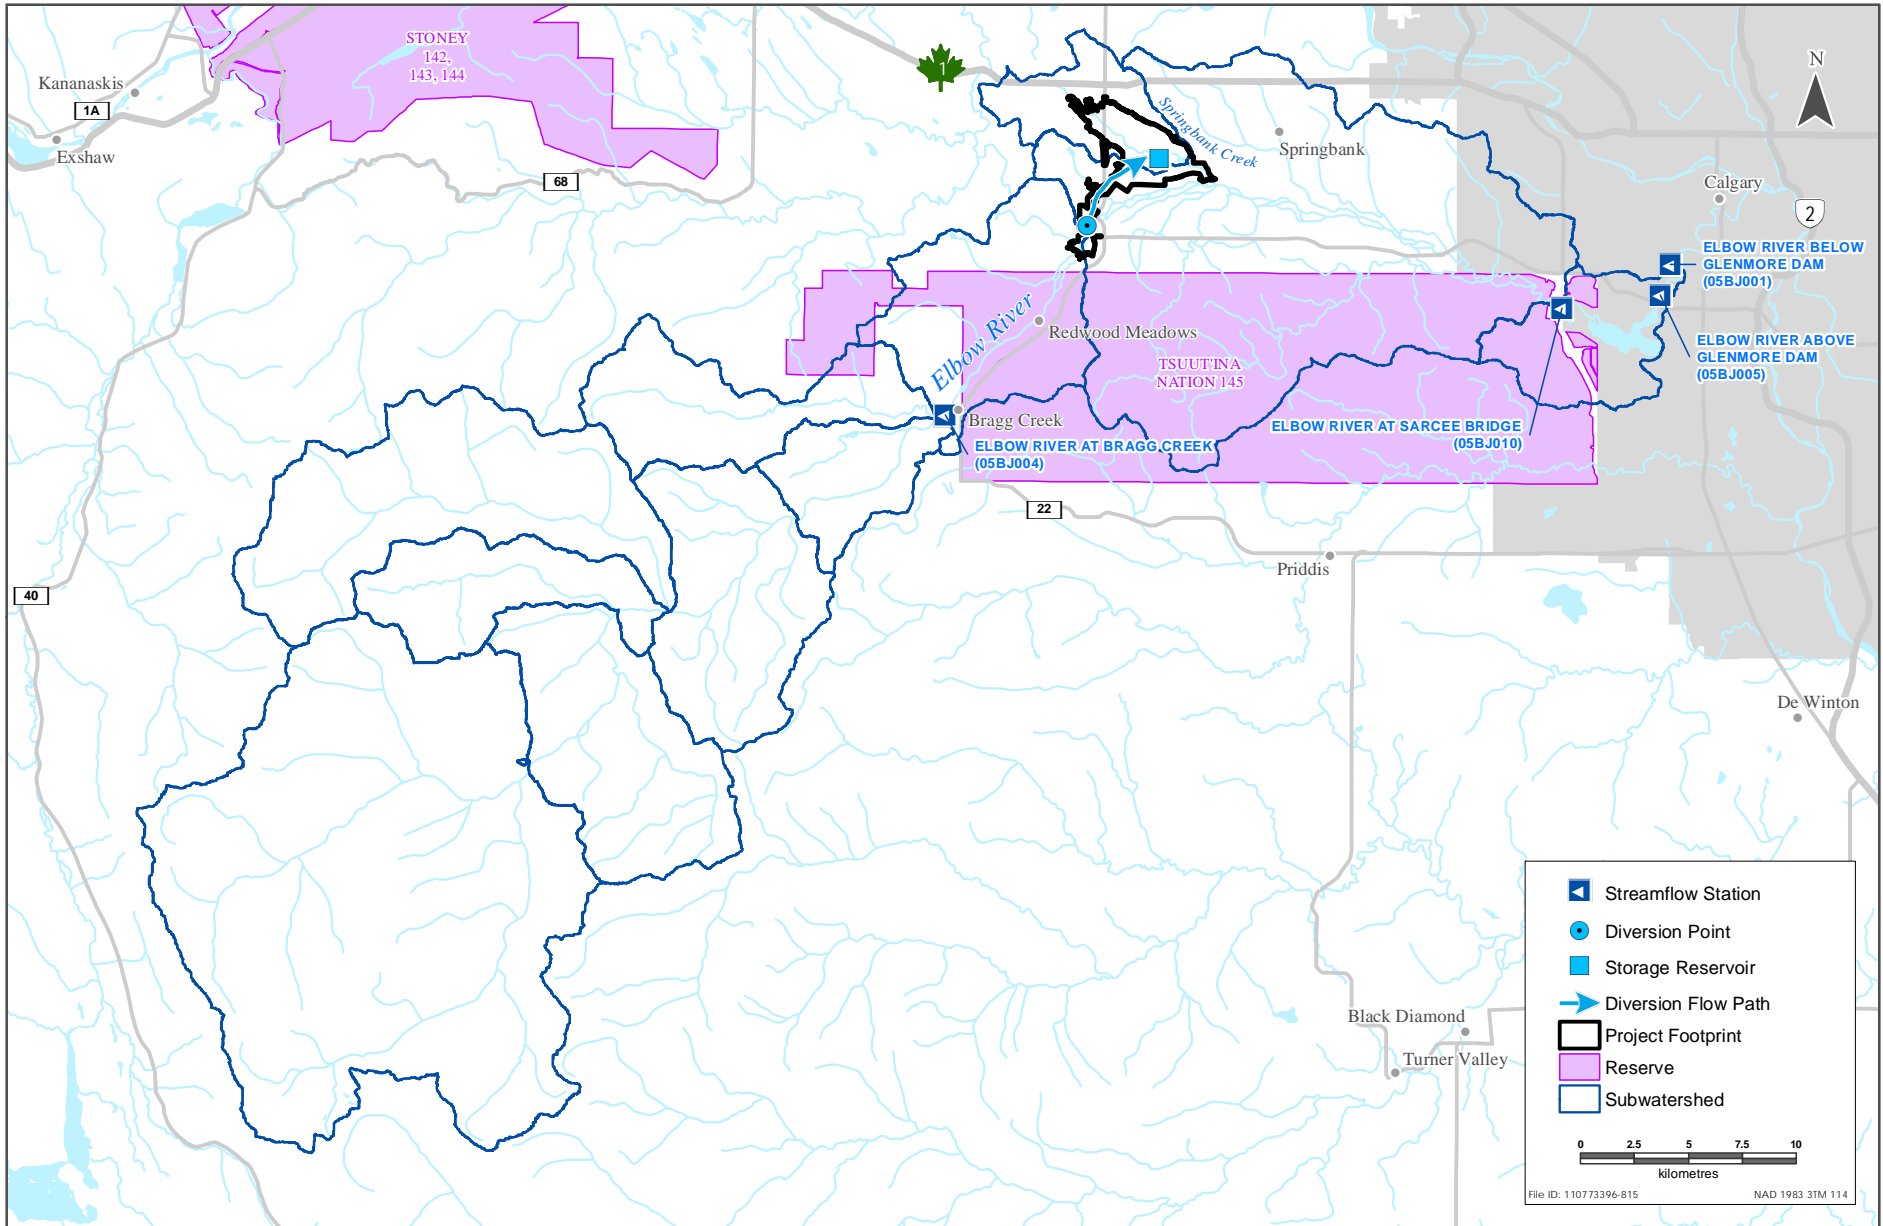 STONEY
142,
143, 144
Kananaskis
1A
Exshaw
68
1
Springbank Creek
Springbank
N
Calgary
2
ELBOW RIVER BELOW
GLENMORE DAM
(05BJ001)
ELBOW RIVER ABOVE
GLENMORE DAM
(05BJ005)
Elbow River
Redwood Meadows
TSUUT'INA
NATION 145
Bragg Creek
ELBOW RIVER AT BRAGG CREEK
(05BJ004)
ELBOW RIVER AT SARCEE BRIDGE
(05BJ010)
22
Priddis
40
De Winton
Black Diamond
Turner Valley
Streamflow Station
Diversion Point
Storage Reservoir
Diversion Flow Path
Project Footprint
Reserve
Subwatershed
0 2.5 5 7.5 10
kilometres
File ID: 110773396-815 NAD 1983 3TM 114